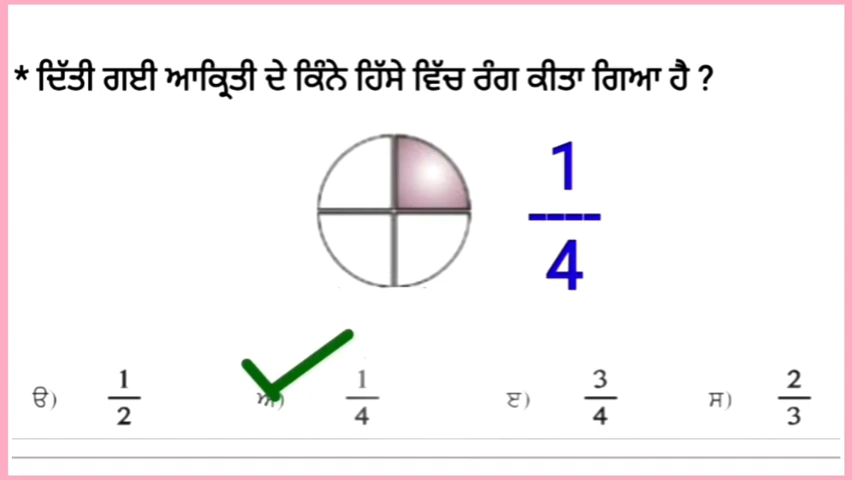 * ਦਿੱਤੀ ਗਈ ਆਕ੍ਰਿਤੀ ਦੇ ਕਿੰਨੇ ਹਿੱਸੇ ਵਿੱਚ ਰੰਗ ਕੀਤਾ ਗਿਆ ਹੈ ?
1
----
4
ੳ) 1/2 ਅ) 1/4 ੲ) 3/4 ਸ) 2/3